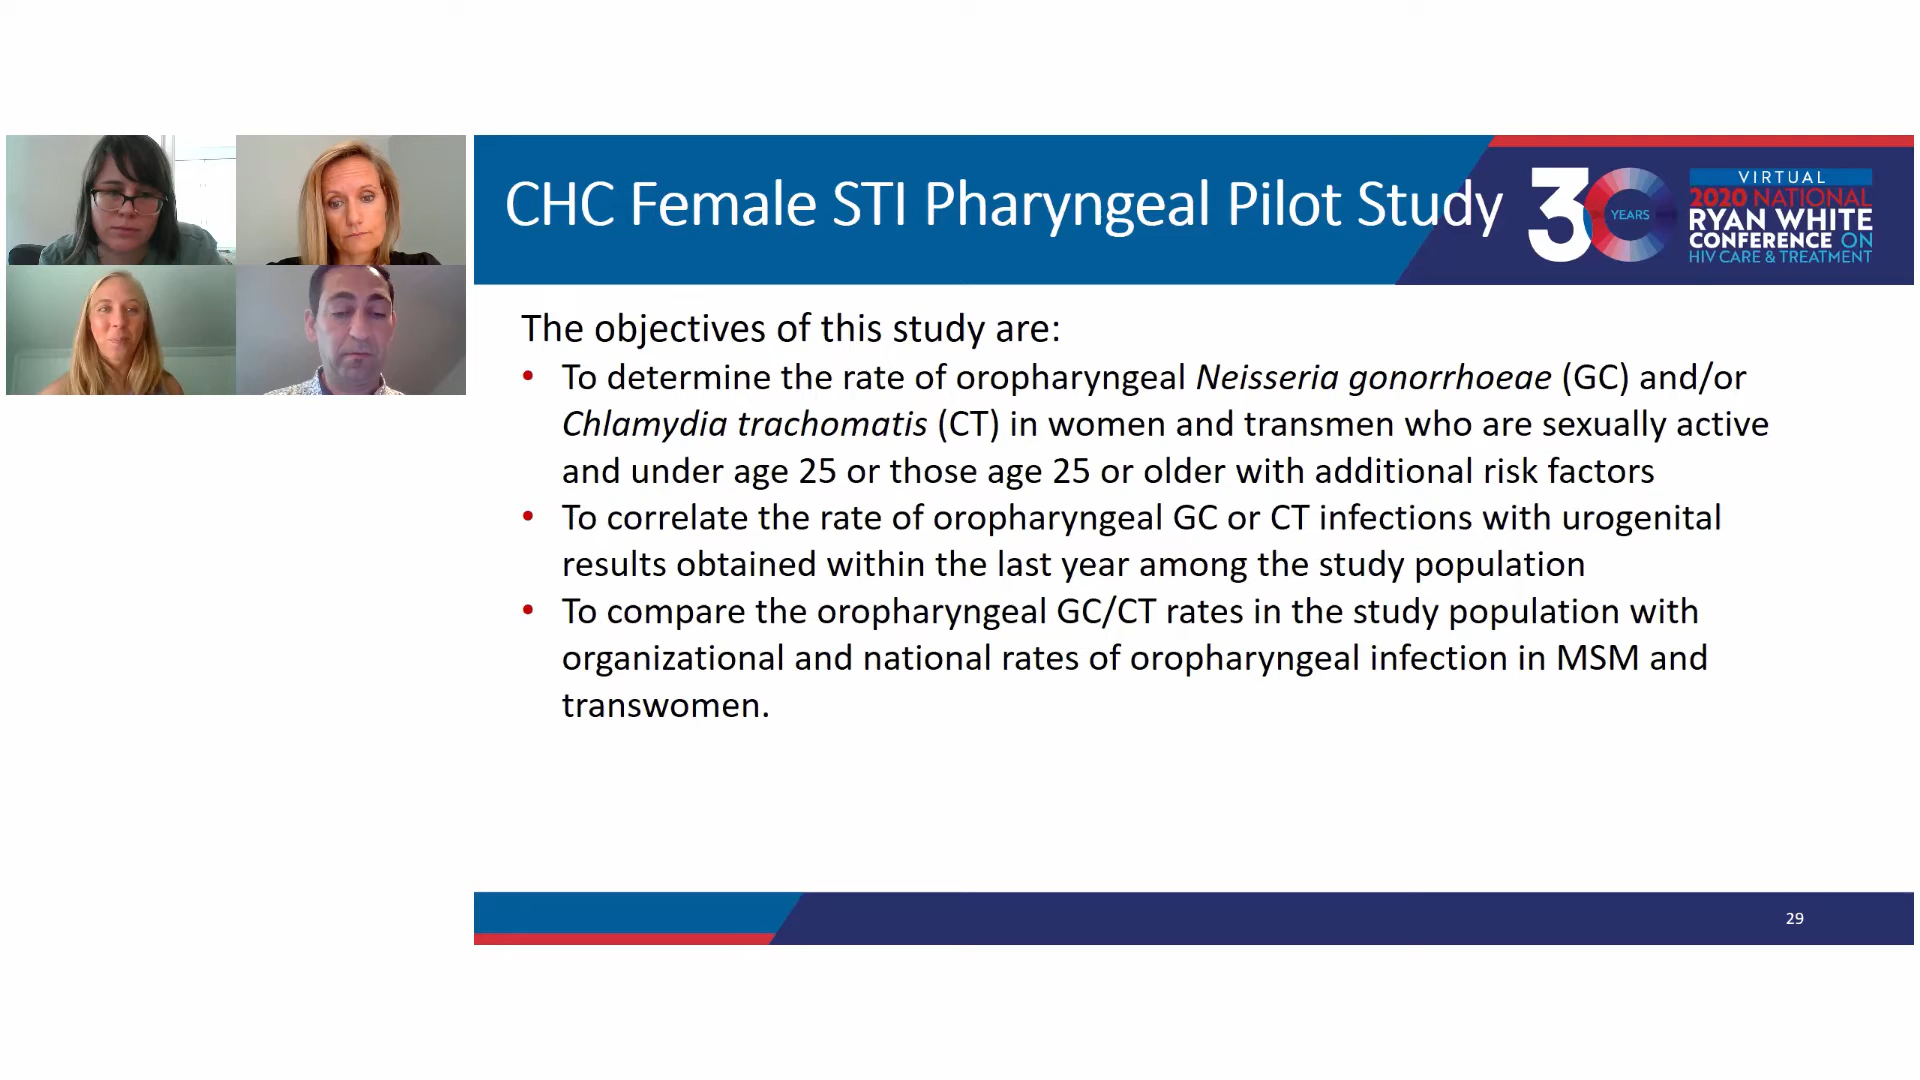 CHC Female STI Pharyngeal Pilot Study
30
YEARS
VIRTUAL
2020 NATIONAL
RYAN WHITE
CONFERENCE ON
HIV CARE & TREATMENT
The objectives of this study are:
• To determine the rate of oropharyngeal Neisseria gonorrhoeae (GC) and/or
Chlamydia trachomatis (CT) in women and transmen who are sexually active
and under age 25 or those age 25 or older with additional risk factors
• To correlate the rate of oropharyngeal GC or CT infections with urogenital
results obtained within the last year among the study population
• To compare the oropharyngeal GC/CT rates in the study population with
organizational and national rates of oropharyngeal infection in MSM and
transwomen.
29